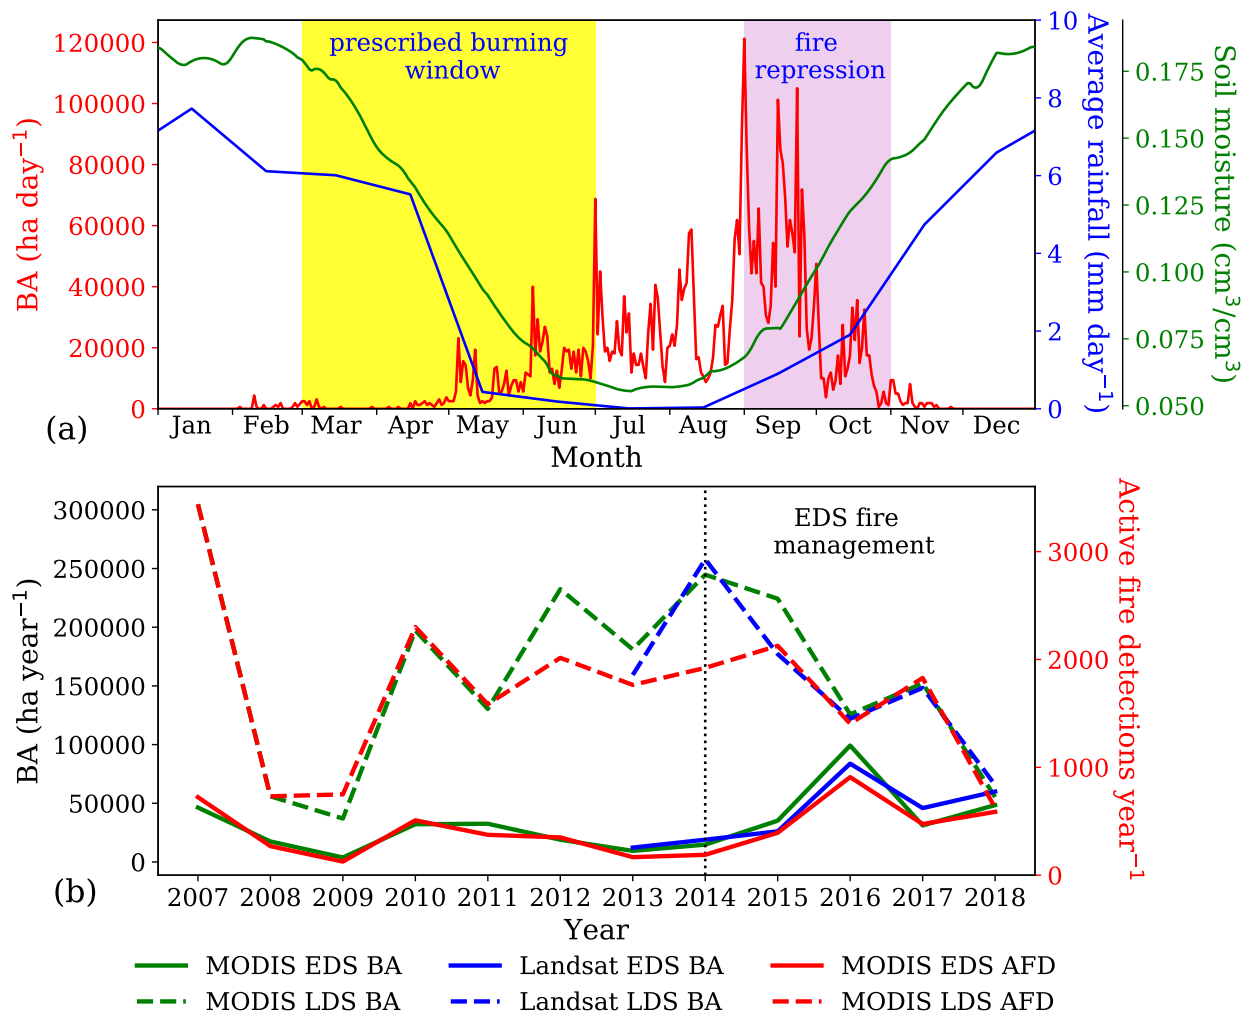 prescribed burning
window
fire
repression
120000
100000
80000
60000
40000
20000
0
BA (ha day⁻¹)
10
8
6
4
2
0
Average rainfall (mm day⁻¹)
0.175
0.150
0.125
0.100
0.075
0.050
Soil moisture (cm³/cm³)
Jan Feb Mar Apr May Jun Jul Aug Sep Oct Nov Dec
(a)
Month
EDS fire
management
300000
250000
200000
150000
100000
50000
0
BA (ha year⁻¹)
3000
2000
1000
0
Active fire detections year⁻¹
2007 2008 2009 2010 2011 2012 2013 2014 2015 2016 2017 2018
(b)
Year
MODIS EDS BA Landsat EDS BA MODIS EDS AFD
MODIS LDS BA Landsat LDS BA MODIS LDS AFD